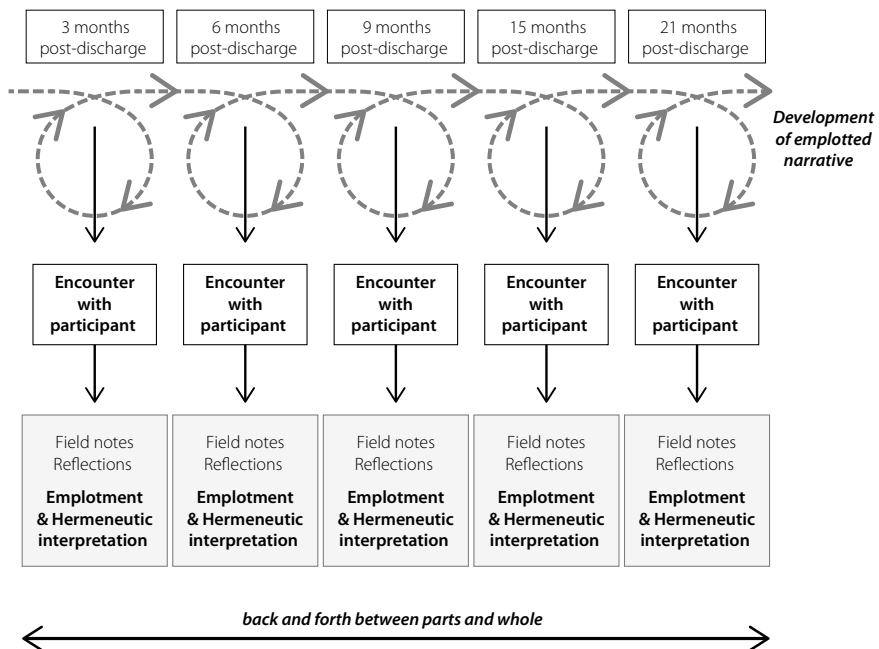 3 months
post-discharge
6 months
post-discharge
9 months
post-discharge
15 months
post-discharge
21 months
post-discharge
Development
of emplotted
narrative
Encounter
with
participant
Encounter
with
participant
Encounter
with
participant
Encounter
with
participant
Encounter
with
participant
Field notes
Reflections
Emplotment
& Hermeneutic
interpretation
Field notes
Reflections
Emplotment
& Hermeneutic
interpretation
Field notes
Reflections
Emplotment
& Hermeneutic
interpretation
Field notes
Reflections
Emplotment
& Hermeneutic
interpretation
Field notes
Reflections
Emplotment
& Hermeneutic
interpretation
back and forth between parts and whole